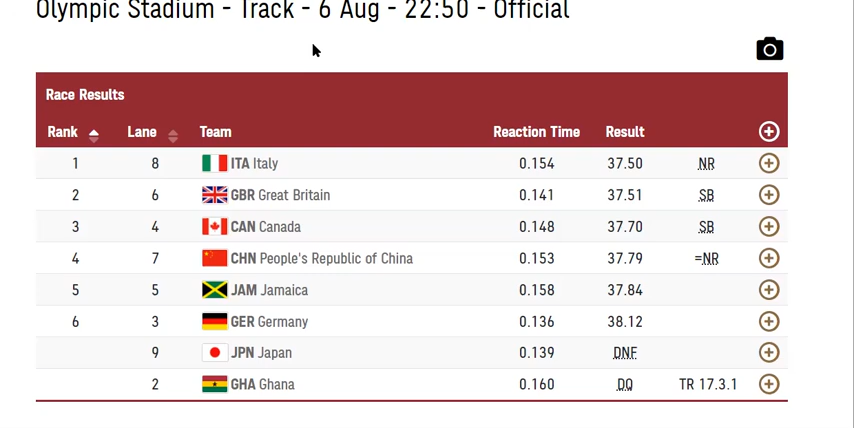 Olympic Stadium - Track - 6 Aug - 22:50 - Official
Race Results
Rank Lane Team Reaction Time Result
1 8 ITA Italy 0.154 37.50 NR
2 6 GBR Great Britain 0.141 37.51 SB
3 4 CAN Canada 0.148 37.70 SB
4 7 CHN People's Republic of China 0.153 37.79 =NR
5 5 JAM Jamaica 0.158 37.84
6 3 GER Germany 0.136 38.12
9 JPN Japan 0.139 DNF
2 GHA Ghana 0.160 DQ TR 17.3.1